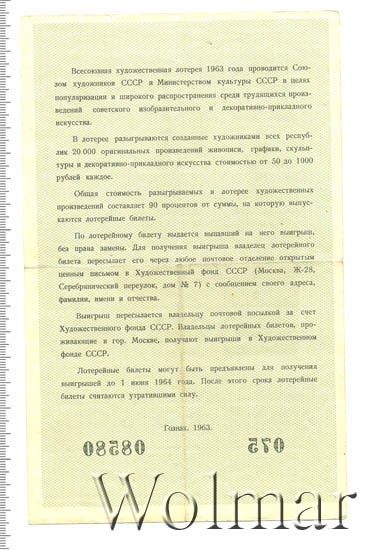 Всесоюзная художественная лотерея 1963 года проводится Сою-
зом художников СССР и Министерством культуры СССР в целях
популяризации и широкого распространения среди трудящихся произ-
ведений советского изобразительного и декоративно-прикладного
искусства.
В лотерее разыгрываются созданные художниками всех респуб-
лик 20 000 оригинальных произведений живописи, графики, скульп-
туры и декоративно-прикладного искусства стоимостью от 50 до 1000
рублей каждое.
Общая стоимость разыгрываемых в лотерее художественных
произведений составляет 90 процентов от суммы, на которую выпус-
каются лотерейные билеты.
По лотерейному билету выдается выпавший на него выигрыш,
без права замены. Для получения выигрыша владелец лотерейного
билета пересылает его через любое почтовое отделение открытым
ценным письмом в Художественный фонд СССР (Москва, Ж-28,
Серебрянический переулок, дом № 7) с сообщением своего адреса,
фамилии, имени и отчества.
Выигрыш пересылается владельцу почтовой посылкой за счет
Художественного фонда СССР. Владельцы лотерейных билетов, про-
живающие в гор. Москве, получают выигрыши в Художественном
фонде СССР.
Лотерейные билеты могут быть предъявлены для получения
выигрышей до 1 июня 1964 года. После этого срока лотерейные
билеты считаются утратившими силу.
Гознак. 1963.
08580 075
Wolmar